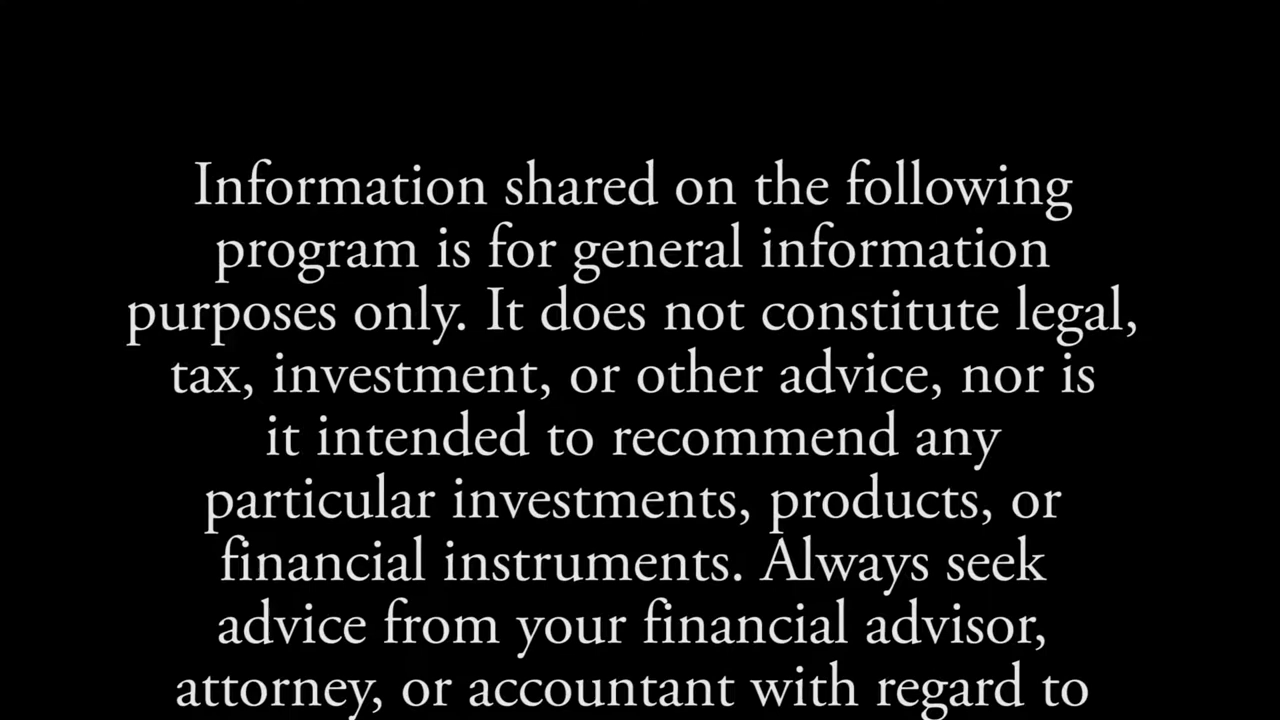 Information shared on the following
program is for general information
purposes only. It does not constitute legal,
tax, investment, or other advice, nor is
it intended to recommend any
particular investments, products, or
financial instruments. Always seek
advice from your financial advisor,
attorney, or accountant with regard to